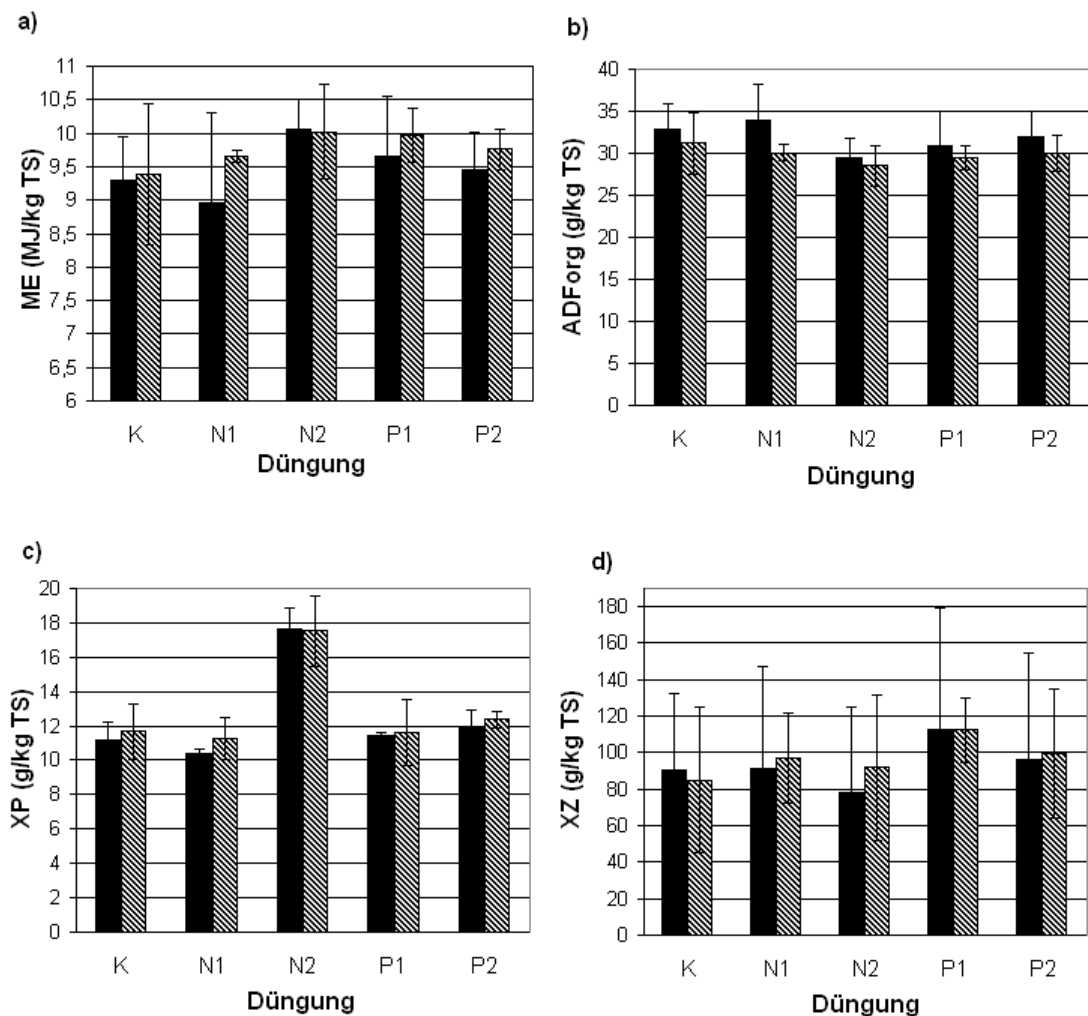 a)
ME (MJ/kg TS)
11
10,5
10
9,5
9
8,5
8
7,5
7
6,5
6
K N1 N2 P1 P2
Düngung
b)
ADForg (g/kg TS)
40
35
30
25
20
15
10
5
0
K N1 N2 P1 P2
Düngung
c)
XP (g/kg TS)
20
18
16
14
12
10
8
6
4
2
0
K N1 N2 P1 P2
Düngung
d)
XZ (g/kg TS)
180
160
140
120
100
80
60
40
20
0
K N1 N2 P1 P2
Düngung